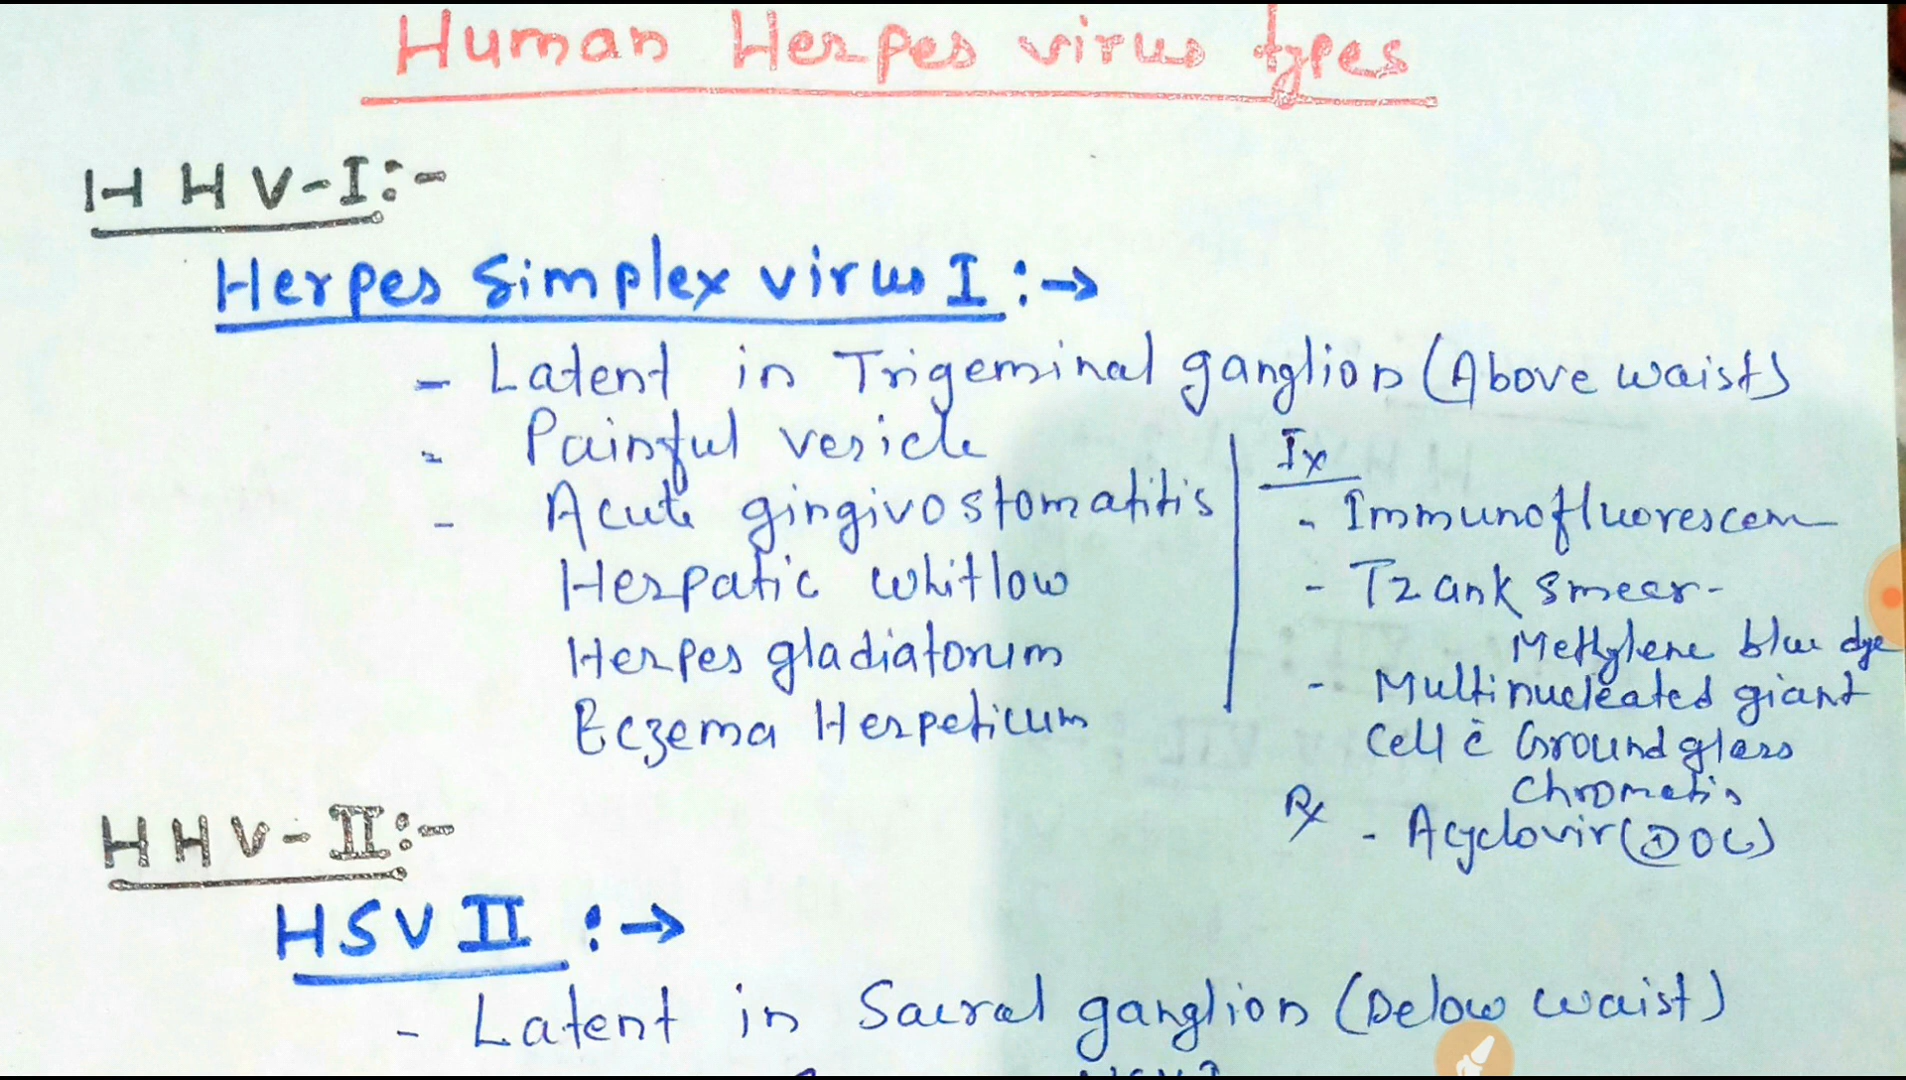 Human Herpes virus types
HHV-I:-
Herpes Simplex virus I :→
- Latent in Trigeminal ganglion (Above waist)
- Painful vesicle
- Acute gingivostomatitis
Herpatic whitlow
Herpes gladiatorum
Eczema Herpeticum
Ix
- Immunofluorescence
- Tzank smear-
Methylene blue dye
- Multinucleated giant
Cell c̄ Ground glass
Chromatin
Rx - Acyclovir (DOC)
HHV-II:-
HSV II :→
- Latent in Sacral ganglion (Below waist)